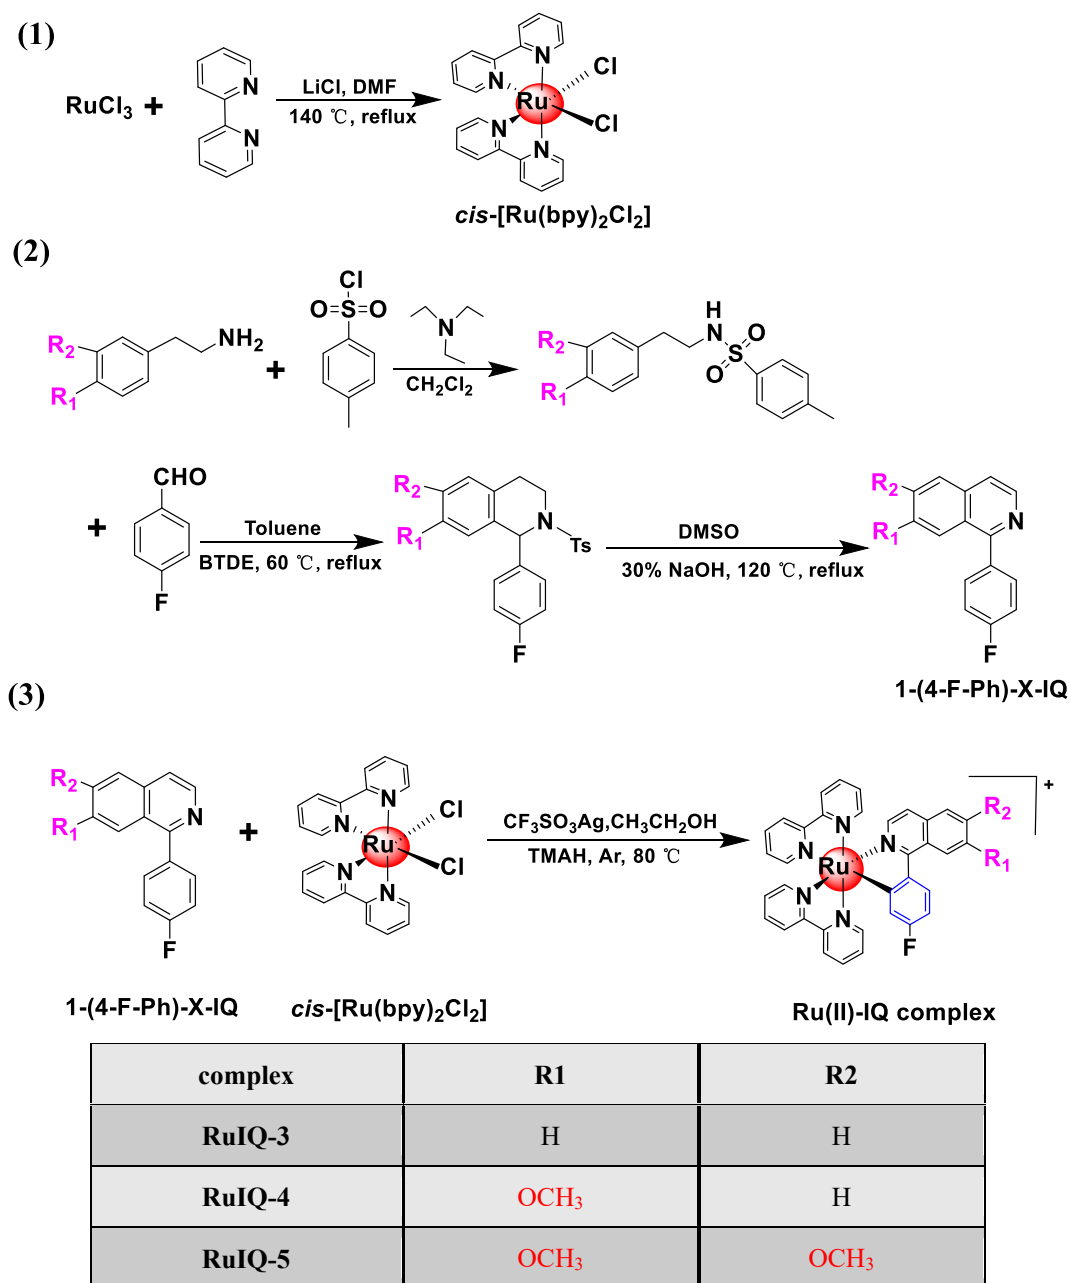 (1)
RuCl3 + N N LiCl, DMF 140 ℃, reflux
N N Ru N N Cl Cl
cis-[Ru(bpy)2Cl2]
(2)
R2 R1 NH2 + Cl O=S=O N CH2Cl2 R2 R1 H N S O O
+ CHO F Toluene BTDE, 60 ℃, reflux R2 R1 N Ts F DMSO 30% NaOH, 120 ℃, reflux R2 R1 N F
1-(4-F-Ph)-X-IQ
(3)
R2 R1 N F + N N Ru N N Cl Cl CF3SO3Ag,CH3CH2OH TMAH, Ar, 80 ℃ N N Ru N N N R2 R1 F +
1-(4-F-Ph)-X-IQ cis-[Ru(bpy)2Cl2] Ru(II)-IQ complex
complex R1 R2
RuIQ-3 H H
RuIQ-4 OCH3 H
RuIQ-5 OCH3 OCH3